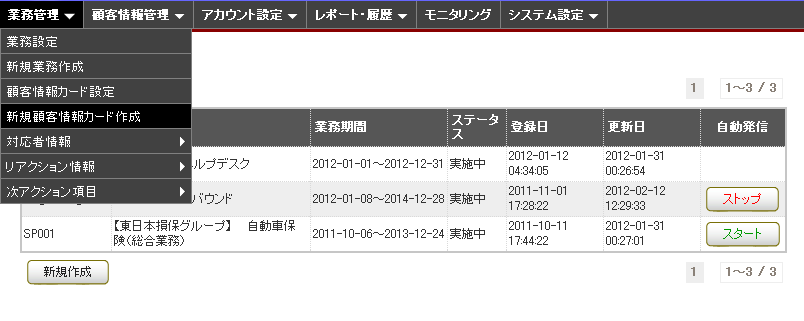 業務管理 顧客情報管理 アカウント設定 レポート・履歴 モニタリング システム設定
業務設定
新規業務作成
顧客情報カード設定
新規顧客情報カード作成
対応者情報
リアクション情報
次アクション項目
1 1～3 / 3
業務期間 ステータス 登録日 更新日 自動発信
ルプデスク 2012-01-01～2012-12-31 実施中 2012-01-12 04:34:05 2012-01-31 00:26:54
バウンド 2012-01-08～2014-12-28 実施中 2011-11-01 17:28:22 2012-02-12 12:29:33 ストップ
SP001 【東日本損保グループ】 自動車保険(総合業務) 2011-10-06～2013-12-24 実施中 2011-10-11 17:44:22 2012-01-31 00:27:01 スタート
新規作成 1 1～3 / 3